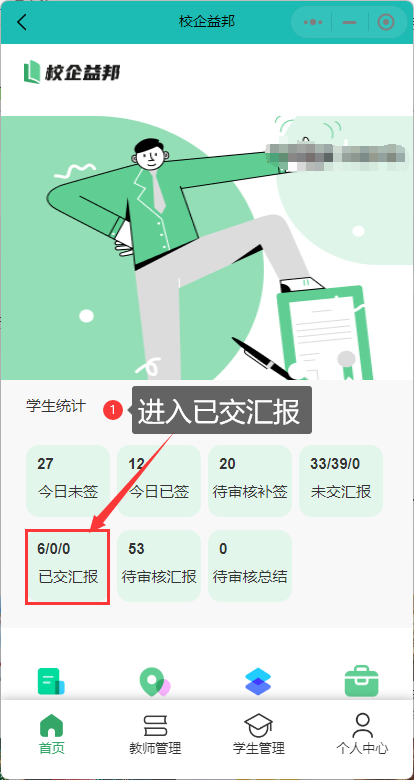 校企益邦
校企益邦
学生统计
1 进入已交汇报
27 12 20 33/39/0
今日未签 今日已签 待审核补签 未交汇报
6/0/0 53 0
已交汇报 待审核汇报 待审核总结
首页 教师管理 学生管理 个人中心